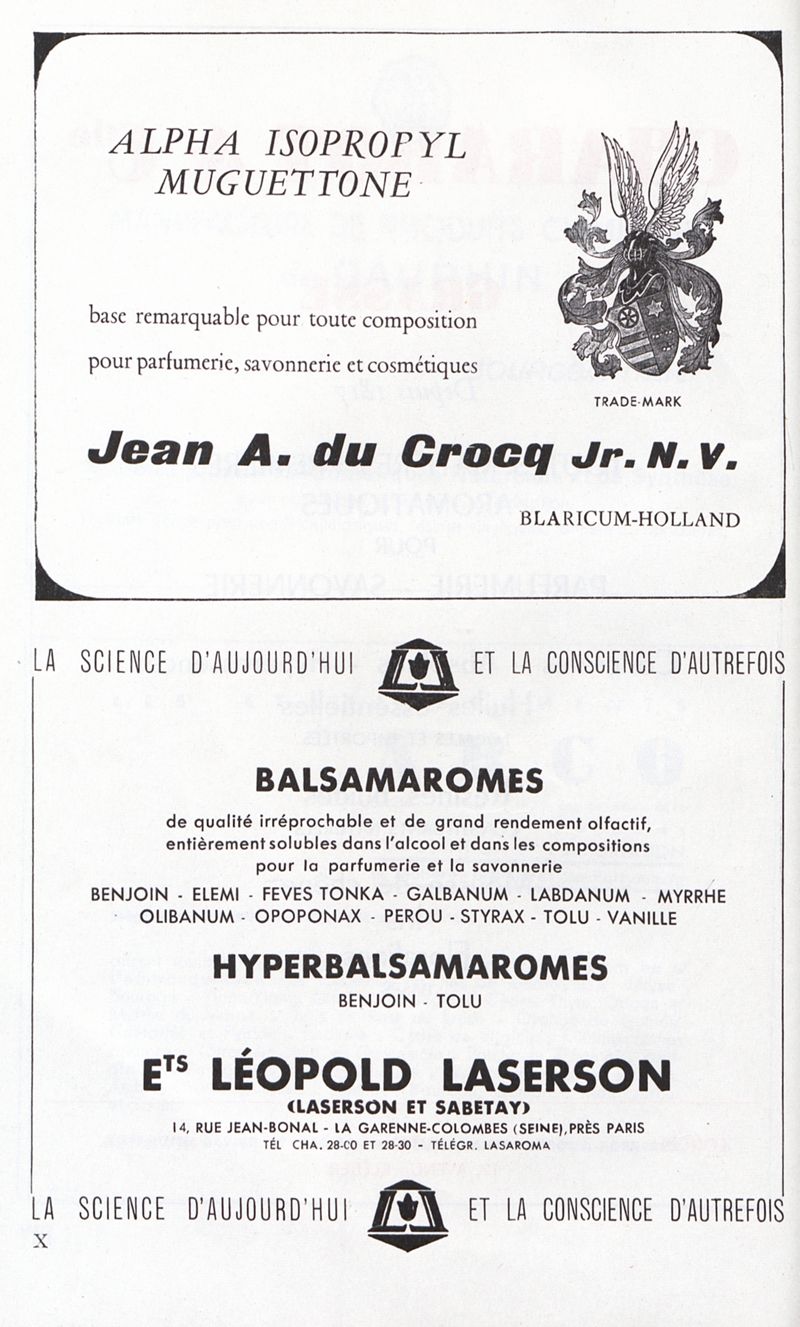 ALPHA ISOPROPYL
MUGUETTONE
base remarquable pour toute composition
pour parfumerie, savonnerie et cosmétiques
TRADE-MARK
Jean A. du Crocq Jr. N. V.
BLARICUM-HOLLAND
LA SCIENCE D'AUJOURD'HUI ET LA CONSCIENCE D'AUTREFOIS
BALSAMAROMES
de qualité irréprochable et de grand rendement olfactif,
entièrement solubles dans l'alcool et dans les compositions
pour la parfumerie et la savonnerie
BENJOIN - ELEMI - FEVES TONKA - GALBANUM - LABDANUM - MYRRHE
OLIBANUM - OPOPONAX - PEROU - STYRAX - TOLU - VANILLE
HYPERBALSAMAROMES
BENJOIN - TOLU
ETS LÉOPOLD LASERSON
(LASERSON ET SABETAY)
14, RUE JEAN-BONAL - LA GARENNE-COLOMBES (SEINE), PRÈS PARIS
TÉL CHA. 28-00 ET 28-30 - TÉLÉGR. LASAROMA
LA SCIENCE D'AUJOURD'HUI ET LA CONSCIENCE D'AUTREFOIS
X